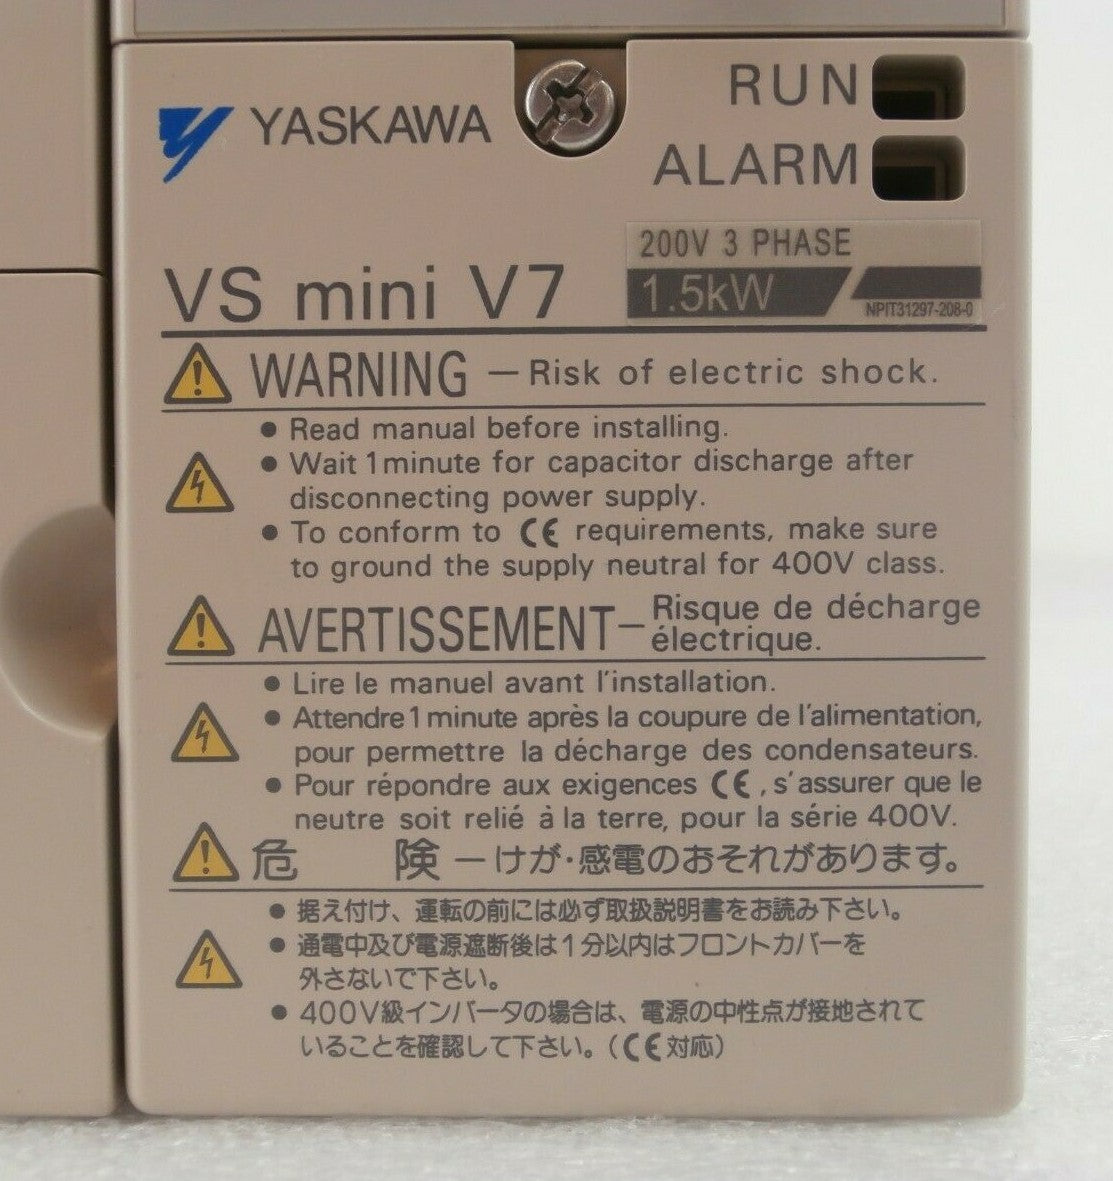 YASKAWA
RUN
ALARM
VS mini V7
200V 3 PHASE
1.5kW
NPIT31297-208-0
WARNING — Risk of electric shock.
● Read manual before installing.
● Wait 1 minute for capacitor discharge after
disconnecting power supply.
● To conform to CE requirements, make sure
to ground the supply neutral for 400V class.
AVERTISSEMENT — Risque de décharge
électrique.
● Lire le manuel avant l'installation.
● Attendre 1 minute après la coupure de l'alimentation,
pour permettre la décharge des condensateurs.
● Pour répondre aux exigences CE, s'assurer que le
neutre soit relié à la terre, pour la série 400V.
危 険 — けが・感電のおそれがあります。
● 据え付け、運転の前には必ず取扱説明書をお読み下さい。
● 通電中及び電源遮断後は1分以内はフロントカバーを
外さないで下さい。
● 400V級インバータの場合は、電源の中性点が接地されて
いることを確認して下さい。(CE対応)